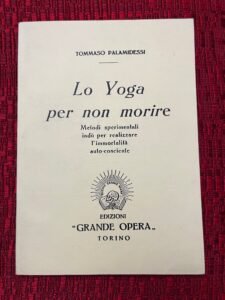 TOMMASO PALAMIDESSI
Lo Yoga
per non morire
Metodi sperimentali
indù per realizzare
l'immortalità
auto-cosciente
EDIZIONI
"GRANDE OPERA„
TORINO